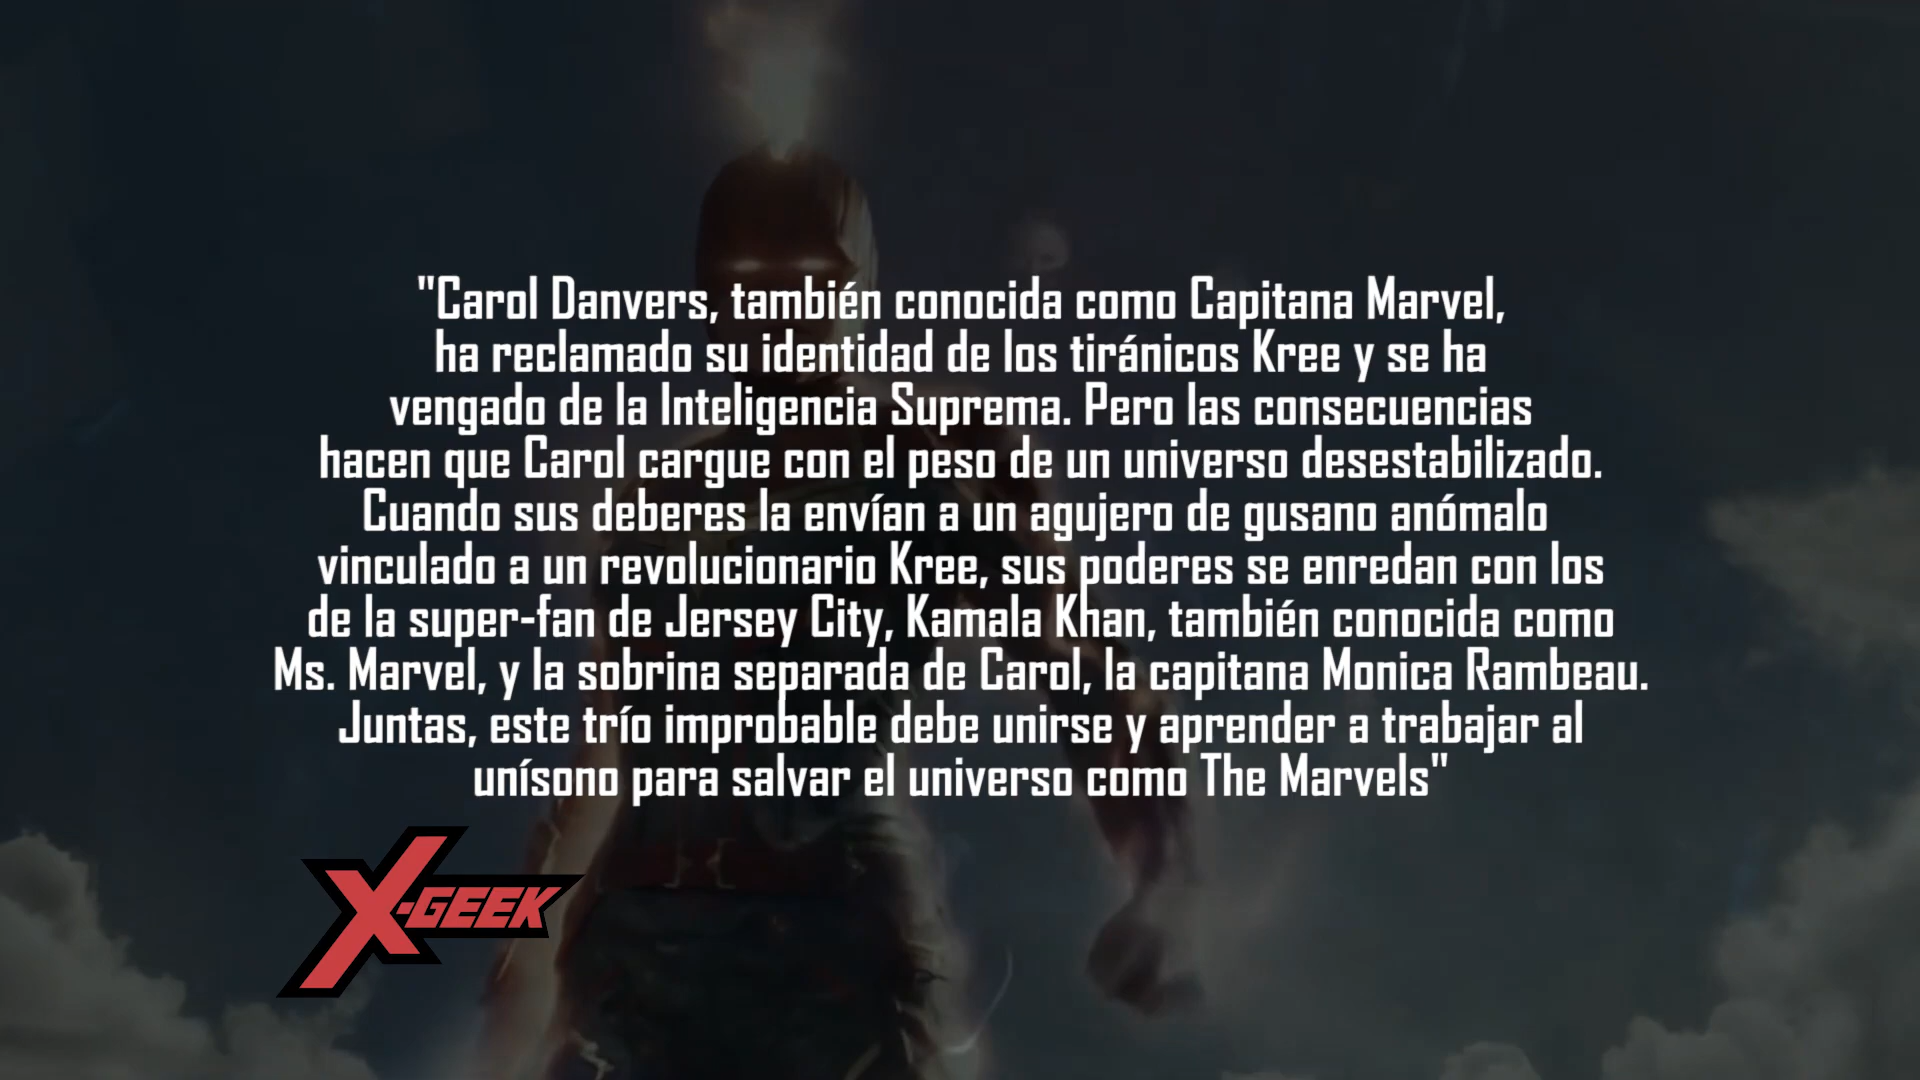 "Carol Danvers, también conocida como Capitana Marvel,
ha reclamado su identidad de los tiránicos Kree y se ha
vengado de la Inteligencia Suprema. Pero las consecuencias
hacen que Carol cargue con el peso de un universo desestabilizado.
Cuando sus deberes la envían a un agujero de gusano anómalo
vinculado a un revolucionario Kree, sus poderes se enredan con los
de la super-fan de Jersey City, Kamala Khan, también conocida como
Ms. Marvel, y la sobrina separada de Carol, la capitana Monica Rambeau.
Juntas, este trío improbable debe unirse y aprender a trabajar al
unísono para salvar el universo como The Marvels"
X-GEEK